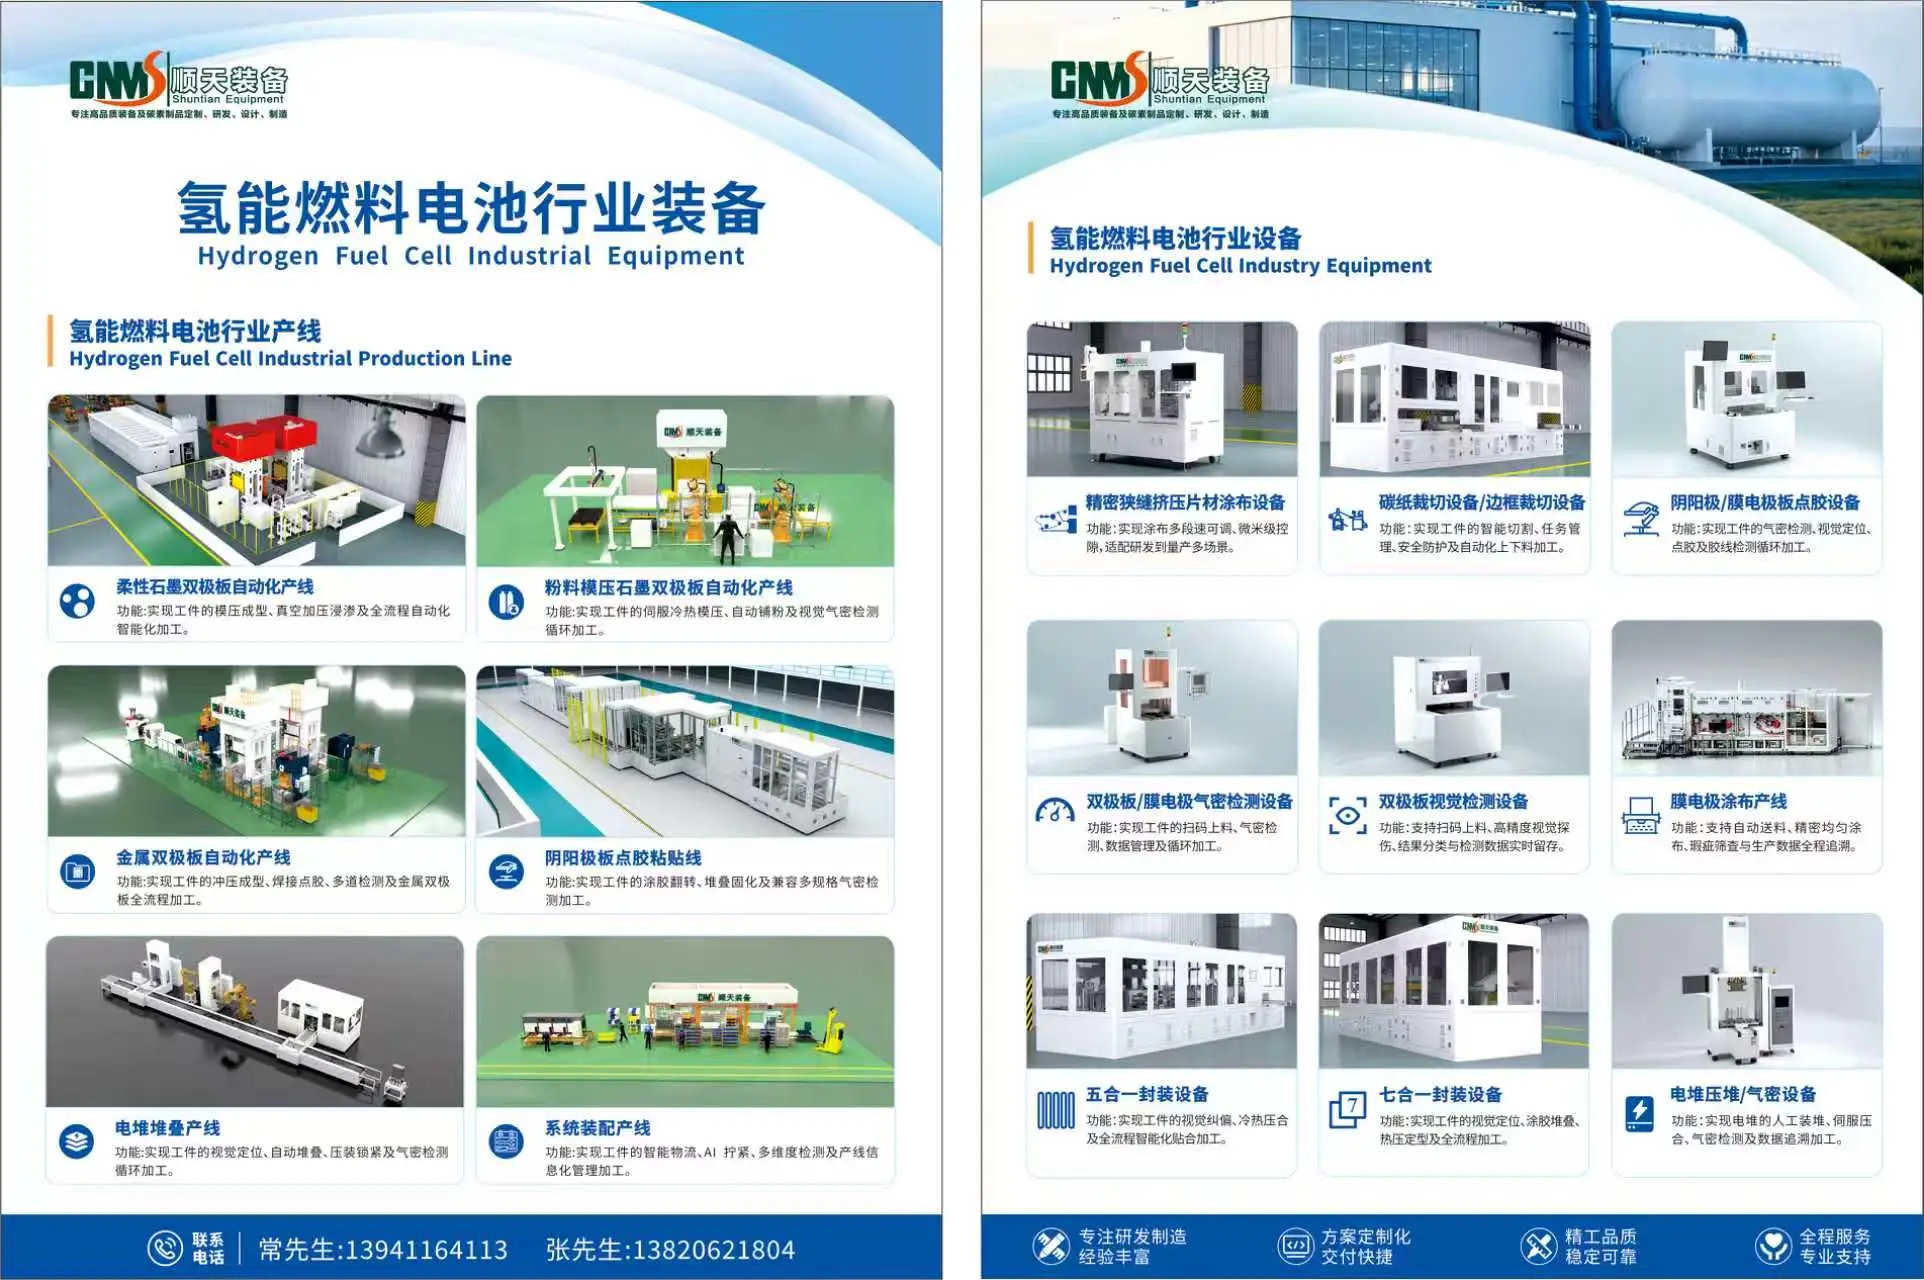 CNMS 顺天装备
Shuntian Equipment
专注高品质装备及碳素制品定制、研发、设计、制造
氢能燃料电池行业装备
Hydrogen Fuel Cell Industrial Equipment
氢能燃料电池行业产线
Hydrogen Fuel Cell Industrial Production Line
CNMS 顺天装备
顺天装备
柔性石墨双极板自动化产线
功能:实现工件的模压成型、真空加压浸渗及全流程自动化
智能化加工。
粉料模压石墨双极板自动化产线
功能:实现工件的伺服冷热模压、自动铺粉及视觉气密检测
循环加工。
顺天装备
金属双极板自动化产线
功能:实现工件的冲压成型、焊接点胶、多道检测及金属双极
板全流程加工。
阴阳极板点胶粘贴线
功能:实现工件的涂胶翻转、堆叠固化及兼容多规格气密检
测加工。
CNMS 顺天装备
电堆堆叠产线
功能:实现工件的视觉定位、自动堆叠、压装锁紧及气密检测
循环加工。
系统装配产线
功能:实现工件的智能物流、AI 拧紧、多维度检测及产线信
息化管理加工。
联系
电话
常先生:13941164113
张先生:13820621804
CNMS 顺天装备
Shuntian Equipment
专注高品质装备及碳素制品定制、研发、设计、制造
氢能燃料电池行业设备
Hydrogen Fuel Cell Industry Equipment
CNMS
CNMS
精密狭缝挤压片材涂布设备
功能：实现涂布多段速可调、微米级控
隙，适配研发到量产多场景。
碳纸裁切设备/边框裁切设备
功能：实现工件的智能切割、任务管
理、安全防护及自动化上下料加工。
阴阳极/膜电极板点胶设备
功能：实现工件的气密检测、视觉定位、
点胶及胶线检测循环加工。
双极板/膜电极气密检测设备
功能：实现工件的扫码上料、气密检
测、数据管理及循环加工。
双极板视觉检测设备
功能：支持扫码上料、高精度视觉探
伤、结果分类与检测数据实时留存。
膜电极涂布产线
功能：支持自动送料、精密均匀涂
布、瑕疵筛查与生产数据全程追溯。
CNMS 顺天装备
CNMS 顺天装备
五合一封装设备
功能：实现工件的视觉纠偏、冷热压合
及全流程智能化贴合加工。
7
七合一封装设备
功能：实现工件的视觉定位、涂胶堆叠、
热压定型及全流程加工。
电堆压堆/气密设备
功能：实现电堆的人工装堆、伺服压
合、气密检测及数据追溯加工。
专注研发制造
经验丰富
方案定制化
交付快捷
精工品质
稳定可靠
全程服务
专业支持